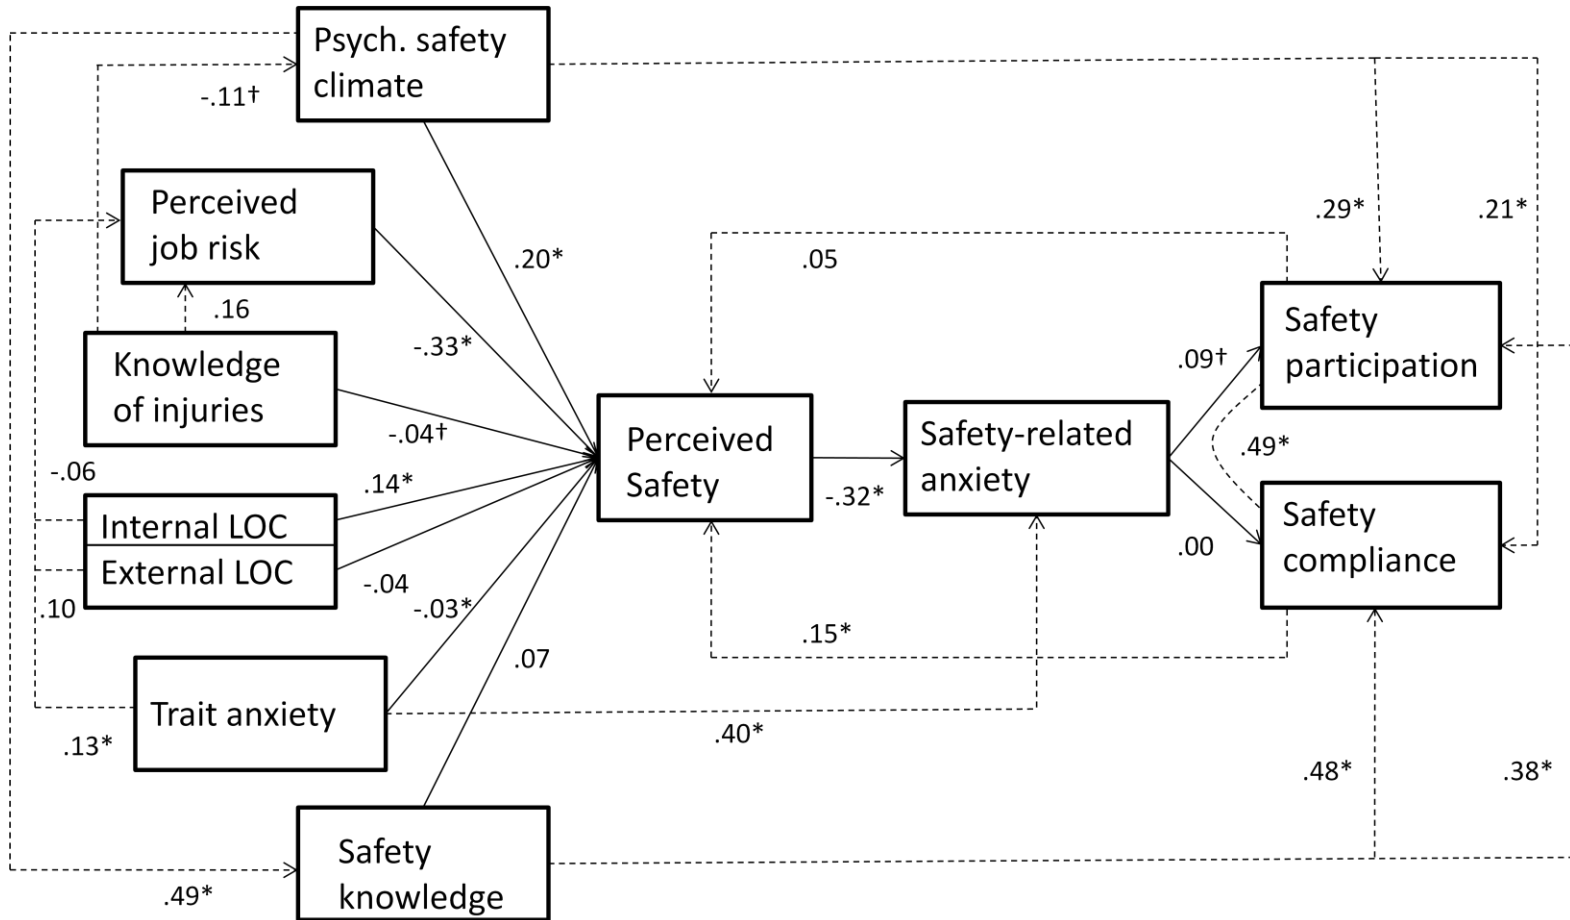 Psych. safety
climate
-.11†
Perceived
job risk
.20*
.05
.29*
.21*
.16
-.33*
Knowledge
of injuries
-.04†
Safety
participation
.09†
-.06
.14*
Perceived
Safety
Safety-related
anxiety
-.32*
.49*
Internal LOC
External LOC
.10
-.04
-.03*
.00
Safety
compliance
.15*
.07
Trait anxiety
.13*
.40*
.48*
.38*
Safety
knowledge
.49*